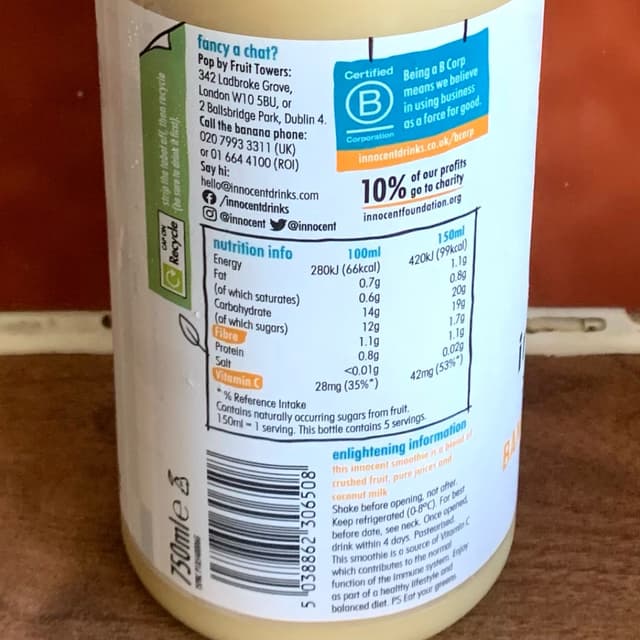 fancy a chat?
Pop by Fruit Towers:
342 Ladbroke Grove,
London W10 5BU, or
2 Ballsbridge Park, Dublin 4.
Call the banana phone:
020 7993 3311 (UK)
or 01 664 4100 (ROI)
Say hi:
hello@innocentdrinks.com
/innocentdrinks
@innocent @innocent
Certified
B
Corporation
Being a B Corp
means we believe
in using business
as a force for good.
innocentdrinks.co.uk/bcorp
10% of our profits
go to charity
innocentfoundation.org
strip the label off, then recycle
(be sure to drink it first).
CAP ON
Recycle
nutrition info 100ml 150ml
Energy 280kJ (66kcal) 420kJ (99kcal)
Fat 0.7g 1.1g
(of which saturates) 0.6g 0.8g
Carbohydrate 14g 20g
(of which sugars) 12g 19g
Fibre 1.1g 1.7g
Protein 0.8g 1.1g
Salt <0.01g 0.02g
Vitamin C 28mg (35%*) 42mg (53%*)
*% Reference Intake
Contains naturally occurring sugars from fruit.
150ml = 1 serving. This bottle contains 5 servings.
750ml e
5 038862 306508
enlightening information
this innocent smoothie is a blend of
crushed fruit, pure juices and
coconut milk
Shake before opening, not after.
Keep refrigerated (0-8°C). For best
before date, see neck. Once opened,
drink within 4 days. Pasteurised.
This smoothie is a source of Vitamin C
which contributes to the normal
function of the immune system. Enjoy
as part of a healthy lifestyle and
balanced diet. PS Eat your greens